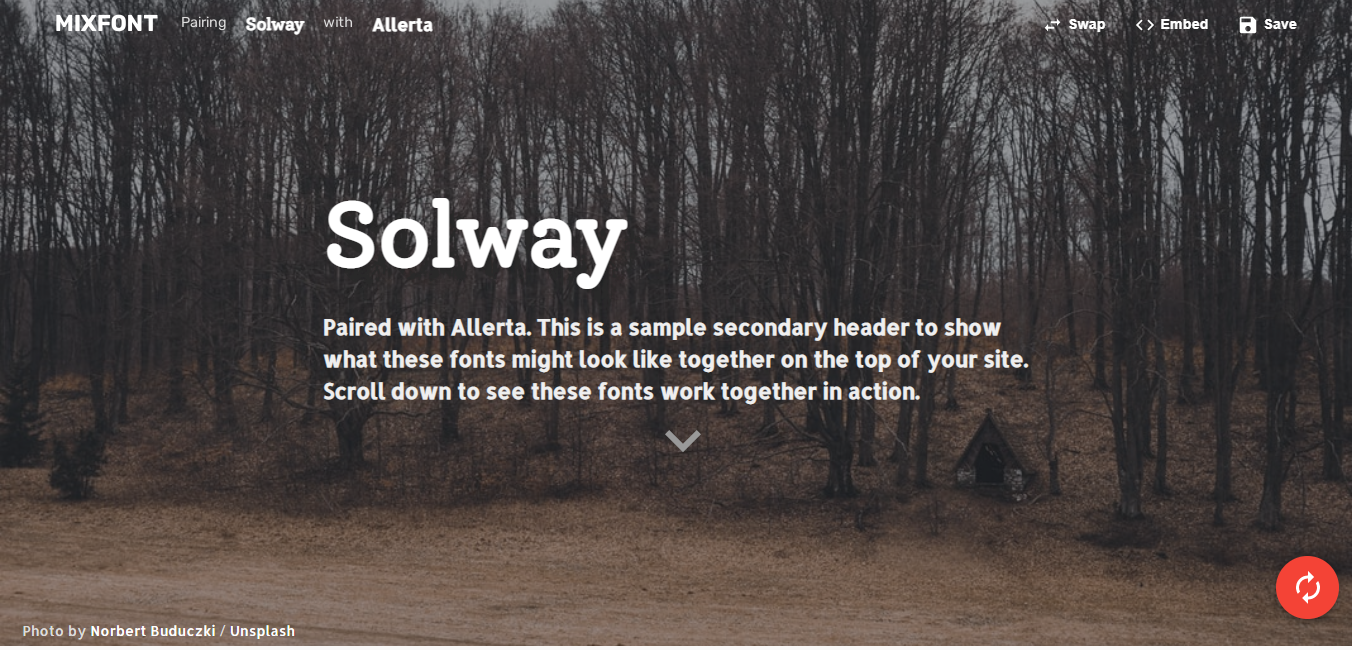 MIXFONT Pairing Solway with Allerta Swap Embed Save
Solway
Paired with Allerta. This is a sample secondary header to show
what these fonts might look like together on the top of your site.
Scroll down to see these fonts work together in action.
Photo by Norbert Buduczki / Unsplash